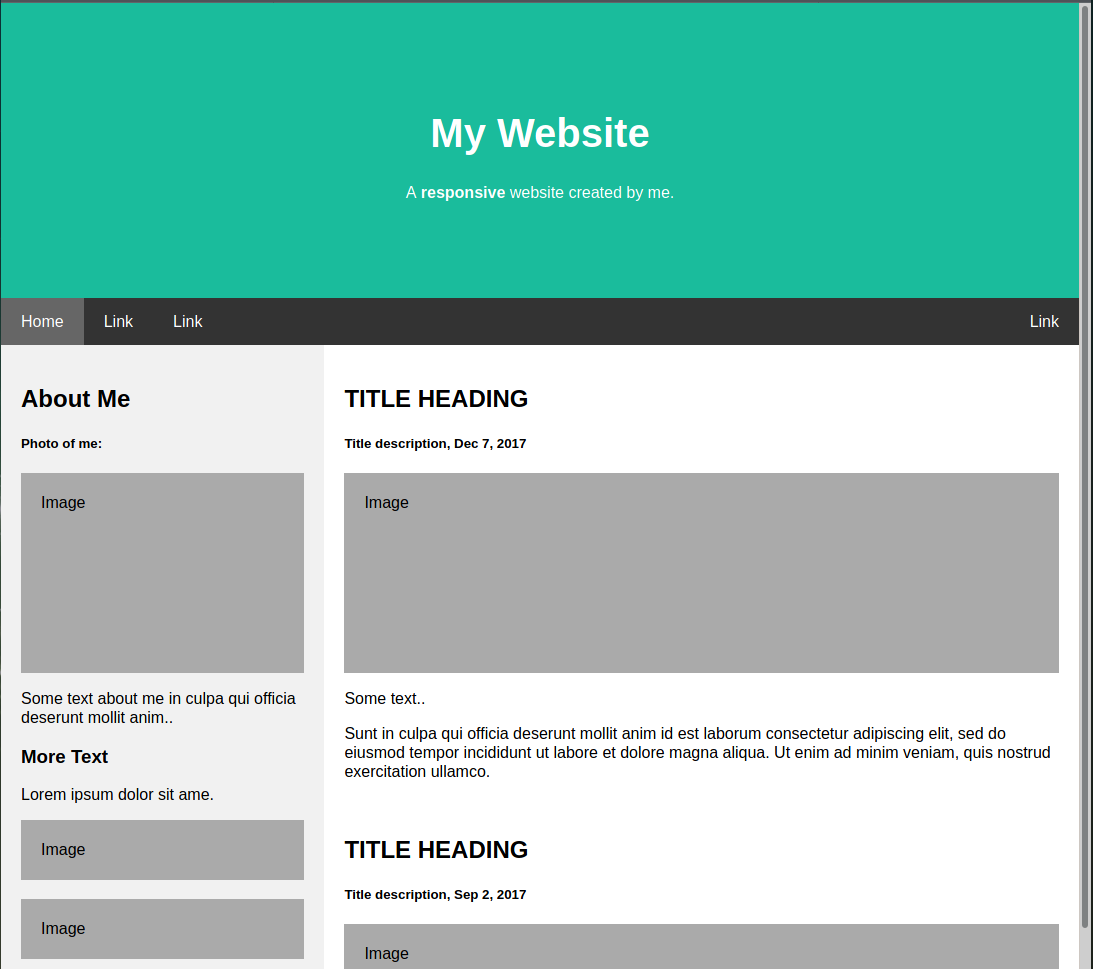 My Website
A responsive website created by me.
Home Link Link Link
About Me
Photo of me:
Image
Some text about me in culpa qui officia
deserunt mollit anim..
More Text
Lorem ipsum dolor sit ame.
Image
Image
TITLE HEADING
Title description, Dec 7, 2017
Image
Some text..
Sunt in culpa qui officia deserunt mollit anim id est laborum consectetur adipiscing elit, sed do
eiusmod tempor incididunt ut labore et dolore magna aliqua. Ut enim ad minim veniam, quis nostrud
exercitation ullamco.
TITLE HEADING
Title description, Sep 2, 2017
Image